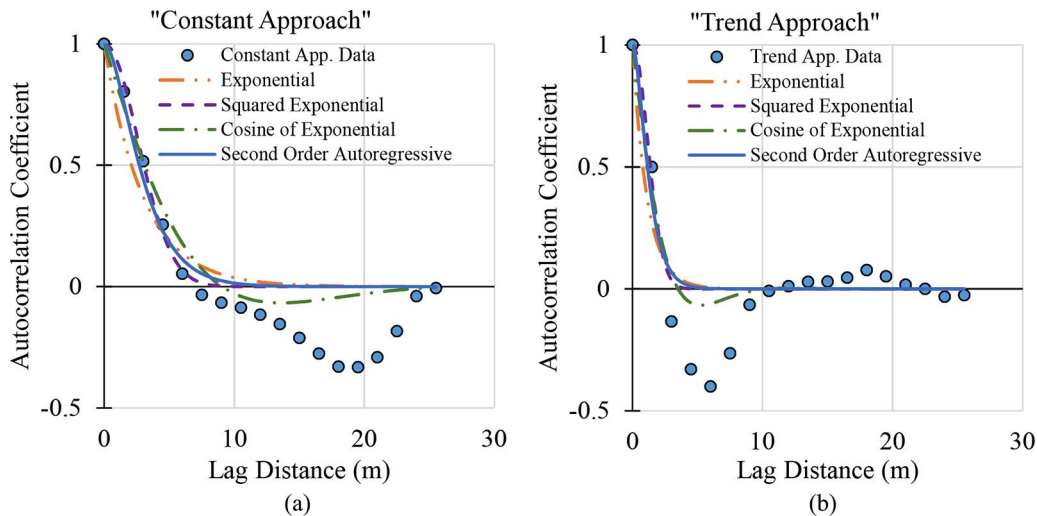 "Constant Approach"
Constant App. Data
Exponential
Squared Exponential
Cosine of Exponential
Second Order Autoregressive
1
0.5
0
-0.5
Autocorrelation Coefficient
0
10
20
30
Lag Distance (m)
(a)
"Trend Approach"
Trend App. Data
Exponential
Squared Exponential
Cosine of Exponential
Second Order Autoregressive
1
0.5
0
-0.5
Autocorrelation Coefficient
0
10
20
30
Lag Distance (m)
(b)